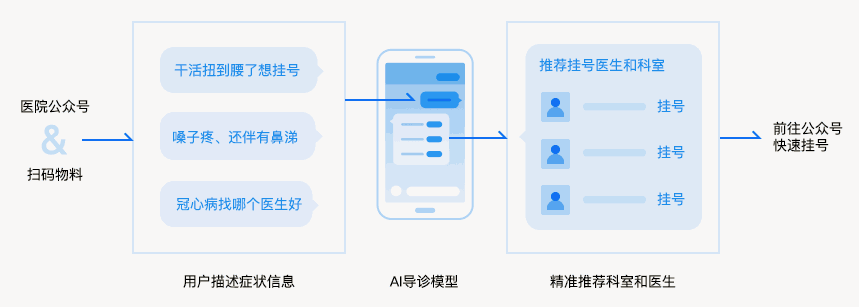 医院公众号
&
扫码物料
干活扭到腰了想挂号
嗓子疼、还伴有鼻涕
冠心病找哪个医生好
用户描述症状信息
AI导诊模型
推荐挂号医生和科室
挂号
挂号
挂号
精准推荐科室和医生
前往公众号
快速挂号